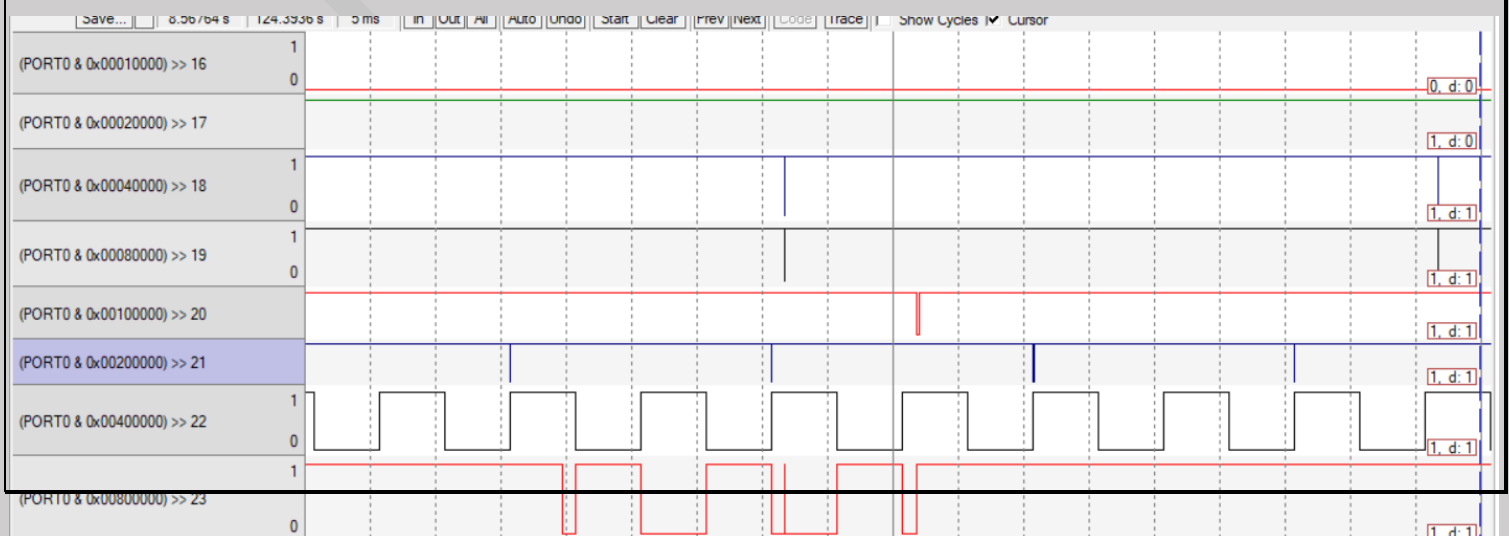 Save... 8.56764 s 124.3936 s 5 ms In Out All Auto Undo Start Clear Prev Next Code Trace Show Cycles Cursor
(PORT0 & 0x00010000) >> 16 1 0 0, d: 0
(PORT0 & 0x00020000) >> 17 1, d: 0
(PORT0 & 0x00040000) >> 18 1 0 1, d: 1
(PORT0 & 0x00080000) >> 19 1 0 1, d: 1
(PORT0 & 0x00100000) >> 20 1, d: 1
(PORT0 & 0x00200000) >> 21 1, d: 1
(PORT0 & 0x00400000) >> 22 1 0 1, d: 1
(PORT0 & 0x00800000) >> 23 1 0 1, d: 1